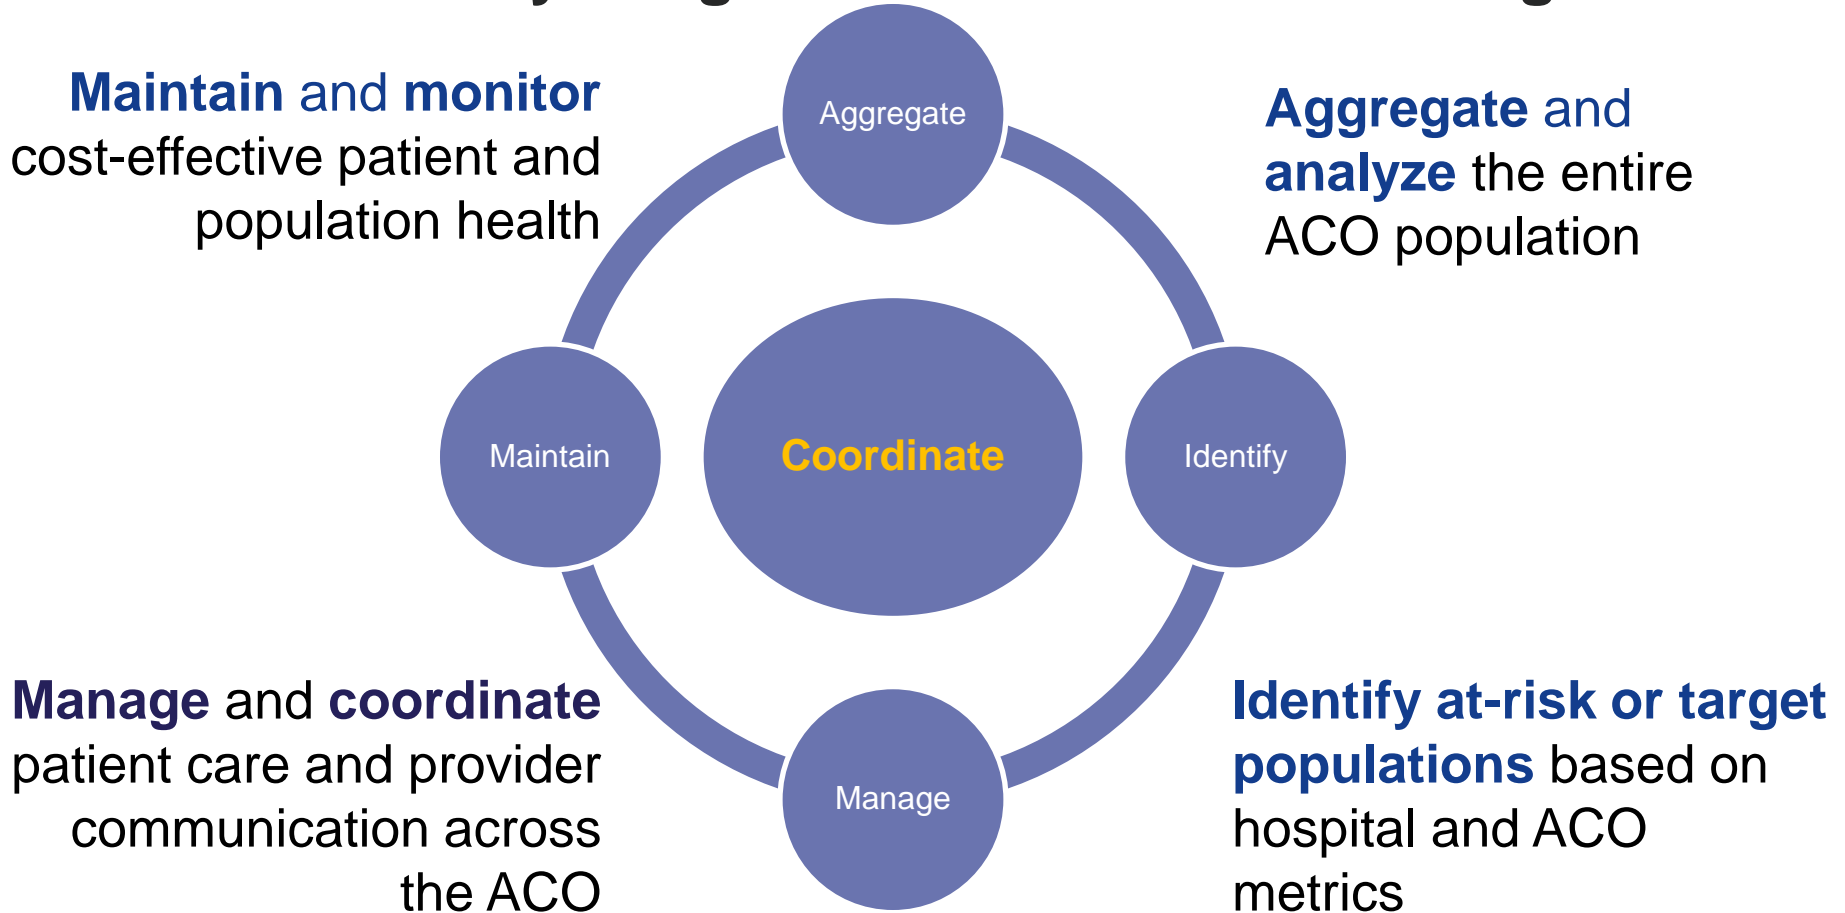 Aggregate
Maintain and monitor
cost-effective patient and
population health
Aggregate and
analyze the entire
ACO population
Maintain
Coordinate
Identify
Manage and coordinate
patient care and provider
communication across
the ACO
Manage
Identify at-risk or target
populations based on
hospital and ACO
metrics